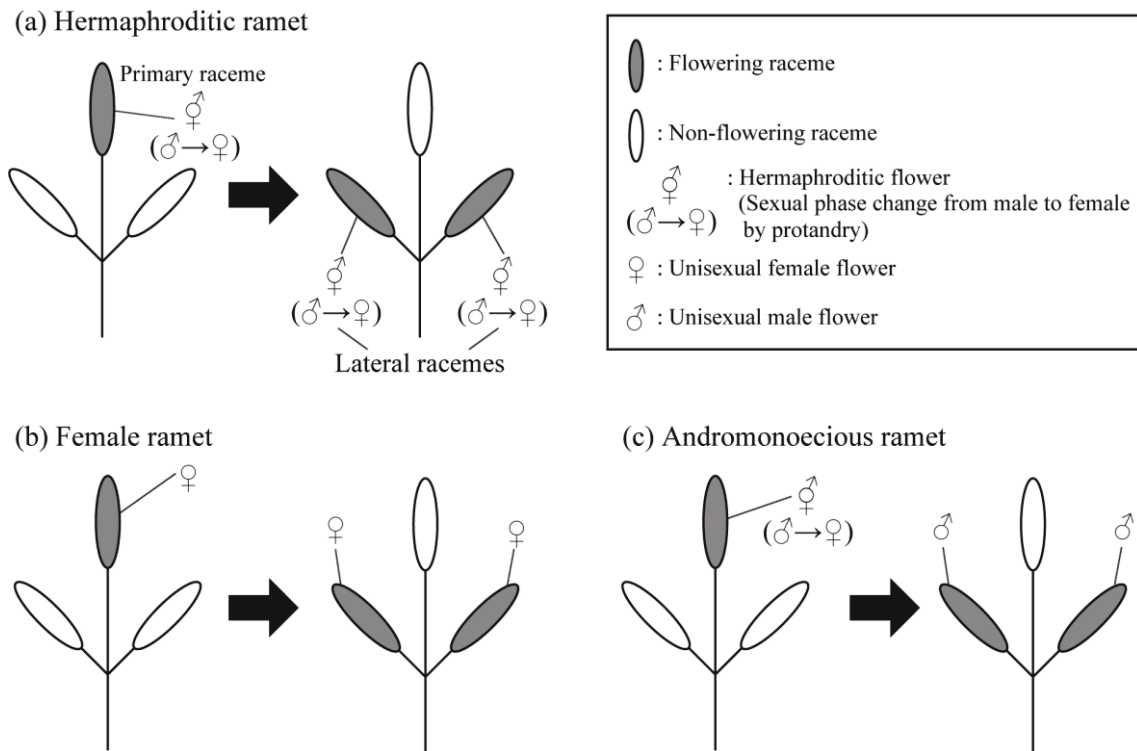 (a) Hermaphroditic ramet
Primary raceme
⚥
(♂→♀)
⚥ ⚥
(♂→♀) (♂→♀)
Lateral racemes
: Flowering raceme
: Non-flowering raceme
⚥ : Hermaphroditic flower
(♂→♀) (Sexual phase change from male to female
by protandry)
♀ : Unisexual female flower
♂ : Unisexual male flower
(b) Female ramet
♀
♀ ♀
(c) Andromonoecious ramet
⚥
(♂→♀)
♂ ♂